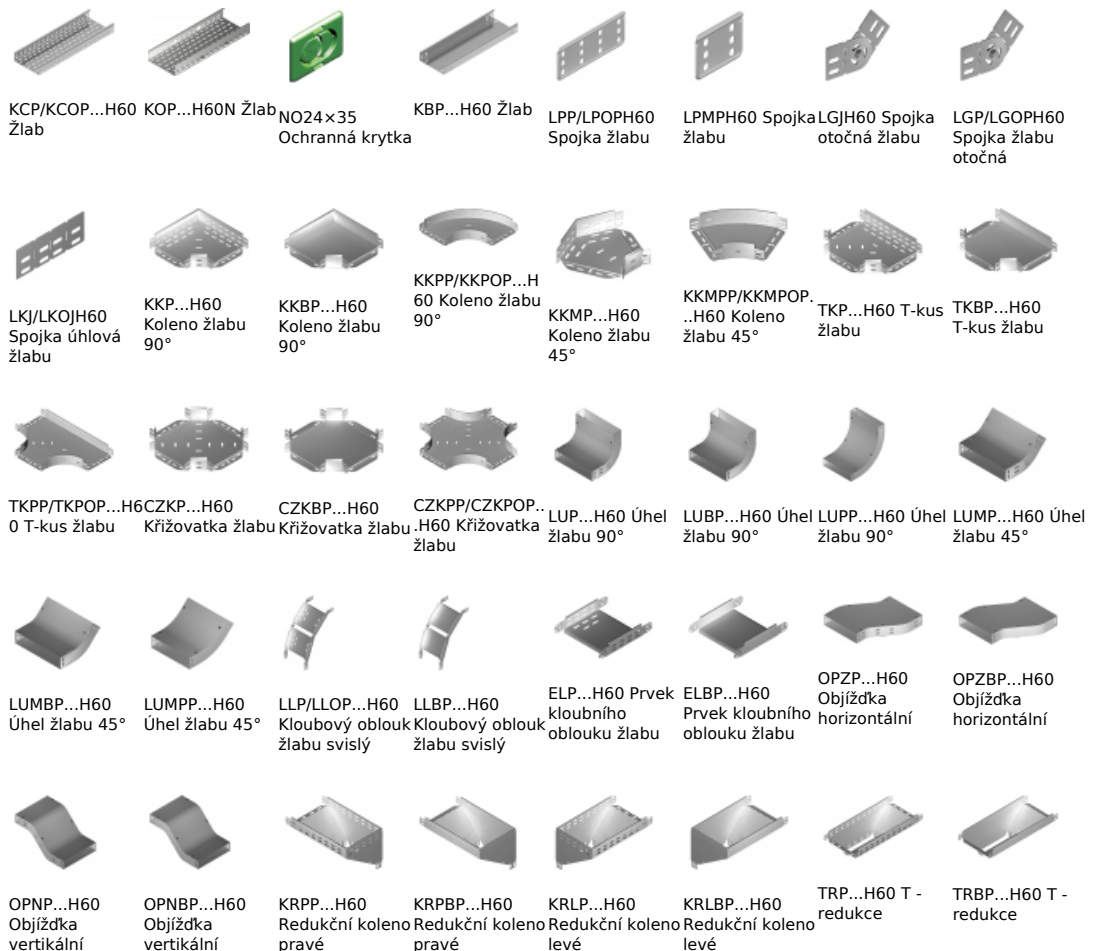 KCP/KCOP...H60
Žlab
KOP...H60N Žlab
NO24×35
Ochranná krytka
KBP...H60 Žlab
LPP/LPOPH60
Spojka žlabu
LPMPH60 Spojka
žlabu
LGJH60 Spojka
otočná žlabu
LGP/LGOPH60
Spojka žlabu
otočná
LKJ/LKOJH60
Spojka úhlová
žlabu
KKP...H60
Koleno žlabu
90°
KKBP...H60
Koleno žlabu
90°
KKPP/KKPOP...H
60 Koleno žlabu
90°
KKMP...H60
Koleno žlabu
45°
KKMPP/KKMPOP.
..H60 Koleno
žlabu 45°
TKP...H60 T-kus
žlabu
TKBP...H60
T-kus žlabu
TKPP/TKPOP...H6
0 T-kus žlabu
CZKP...H60
Křižovatka žlabu
CZKBP...H60
Křižovatka žlabu
CZKPP/CZKPOP..
.H60 Křižovatka
žlabu
LUP...H60 Úhel
žlabu 90°
LUBP...H60 Úhel
žlabu 90°
LUPP...H60 Úhel
žlabu 90°
LUMP...H60 Úhel
žlabu 45°
LUMBP...H60
Úhel žlabu 45°
LUMPP...H60
Úhel žlabu 45°
LLP/LLOP...H60
Kloubový oblouk
žlabu svislý
LLBP...H60
Kloubový oblouk
žlabu svislý
ELP...H60 Prvek
kloubního
oblouku žlabu
ELBP...H60
Prvek kloubního
oblouku žlabu
OPZP...H60
Objížďka
horizontální
OPZBP...H60
Objížďka
horizontální
OPNP...H60
Objížďka
vertikální
OPNBP...H60
Objížďka
vertikální
KRPP...H60
Redukční koleno
pravé
KRPBP...H60
Redukční koleno
pravé
KRLP...H60
Redukční koleno
levé
KRLBP...H60
Redukční koleno
levé
TRP...H60 T -
redukce
TRBP...H60 T -
redukce